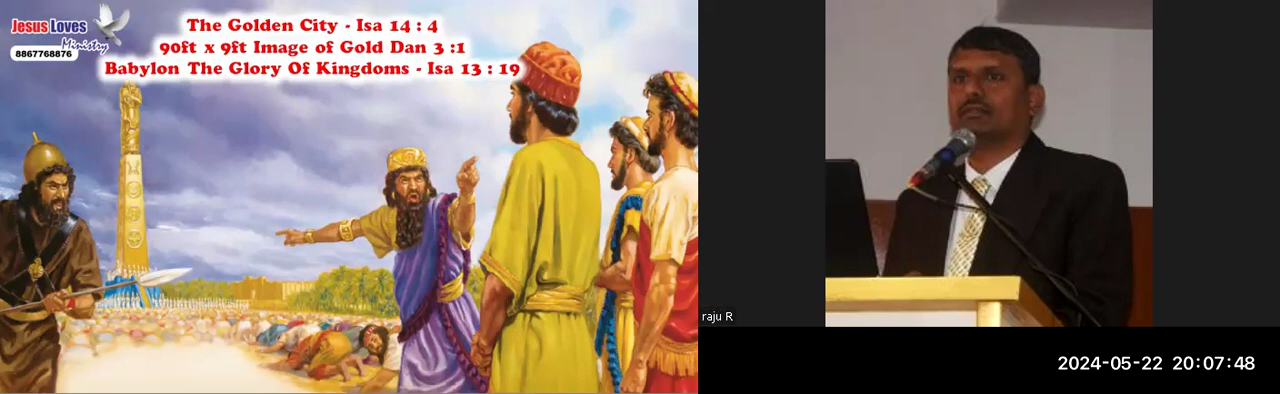 Jesus Loves
Ministry
8867768876
The Golden City - Isa 14 : 4
90ft x 9ft Image of Gold Dan 3 :1
Babylon The Glory Of Kingdoms - Isa 13 : 19
raju R
2024-05-22 20:07:48